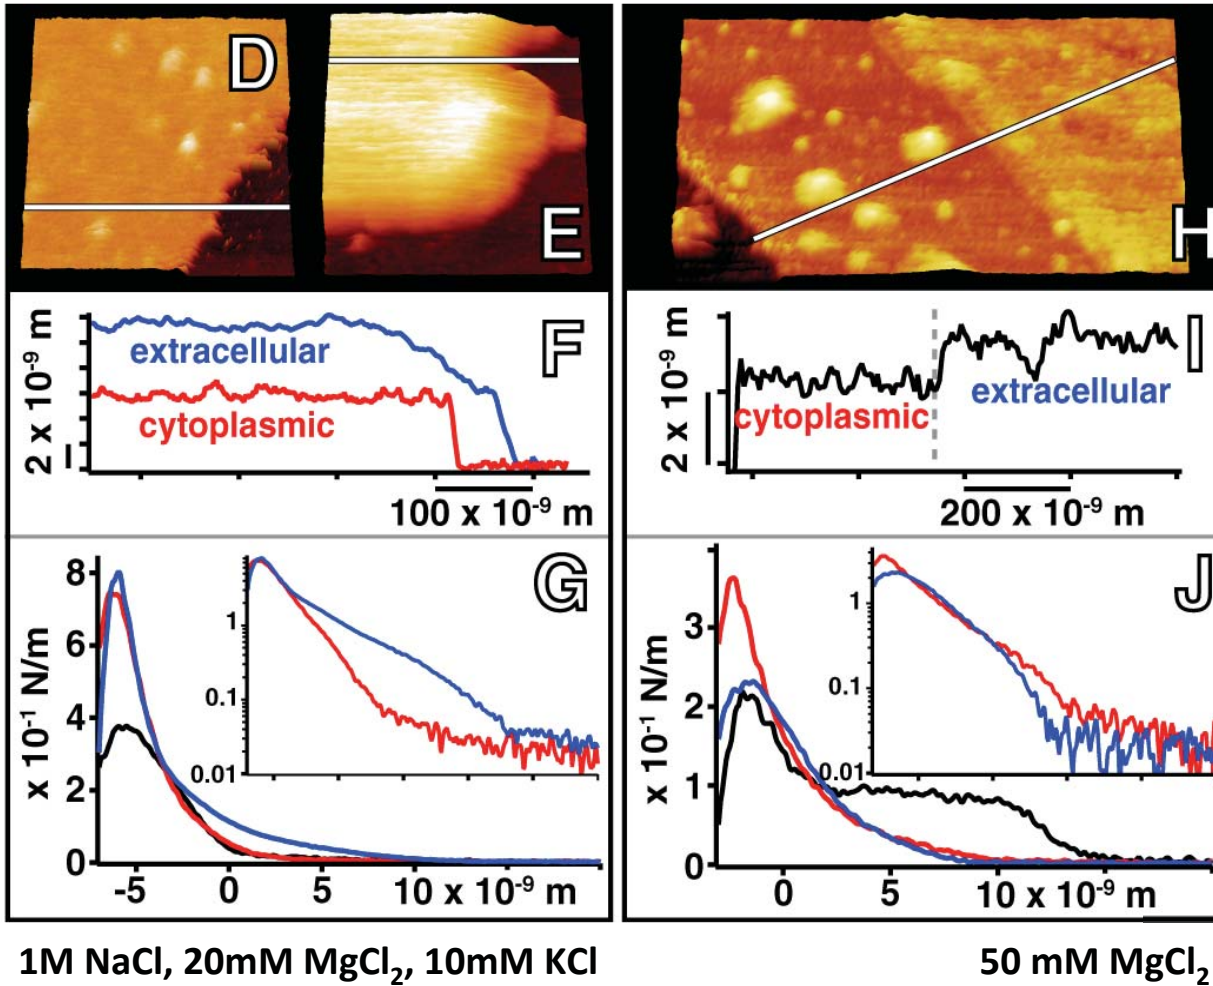 D
E
H
F
extracellular
cytoplasmic
2 x 10⁻⁹ m
100 x 10⁻⁹ m
I
cytoplasmic
extracellular
2 x 10⁻⁹ m
200 x 10⁻⁹ m
G
x 10⁻¹ N/m
8
6
4
2
0
-5 0 5 10 x 10⁻⁹ m
1
0.1
0.01
J
x 10⁻¹ N/m
3
2
1
0
0 5 10 x 10⁻⁹ m
1
0.1
0.01
1M NaCl, 20mM MgCl₂, 10mM KCl
50 mM MgCl₂